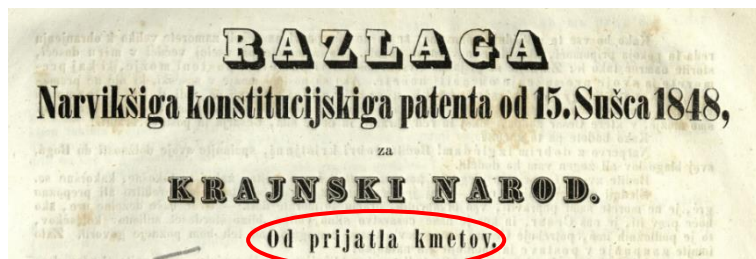 RAZLAGA
Narvikšiga konstitucijskiga patenta od 15. Sušca 1848,
za
KRAJNSKI NAROD.
Od prijatla kmetov.